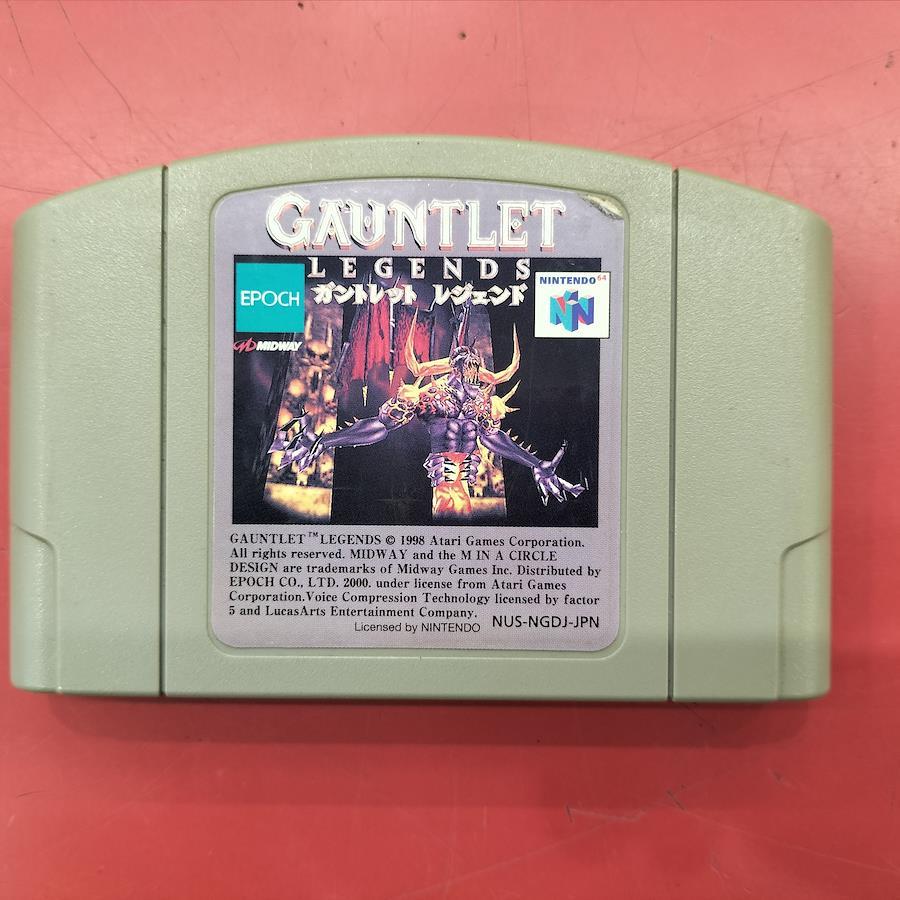 GAUNTLET
LEGENDS
ガントレット レジェンド
EPOCH
MIDWAY
NINTENDO 64
GAUNTLET™ LEGENDS © 1998 Atari Games Corporation.
All rights reserved. MIDWAY and the M IN A CIRCLE
DESIGN are trademarks of Midway Games Inc. Distributed by
EPOCH CO., LTD. 2000. under license from Atari Games
Corporation.Voice Compression Technology licensed by factor
5 and LucasArts Entertainment Company.
Licensed by NINTENDO NUS-NGDJ-JPN